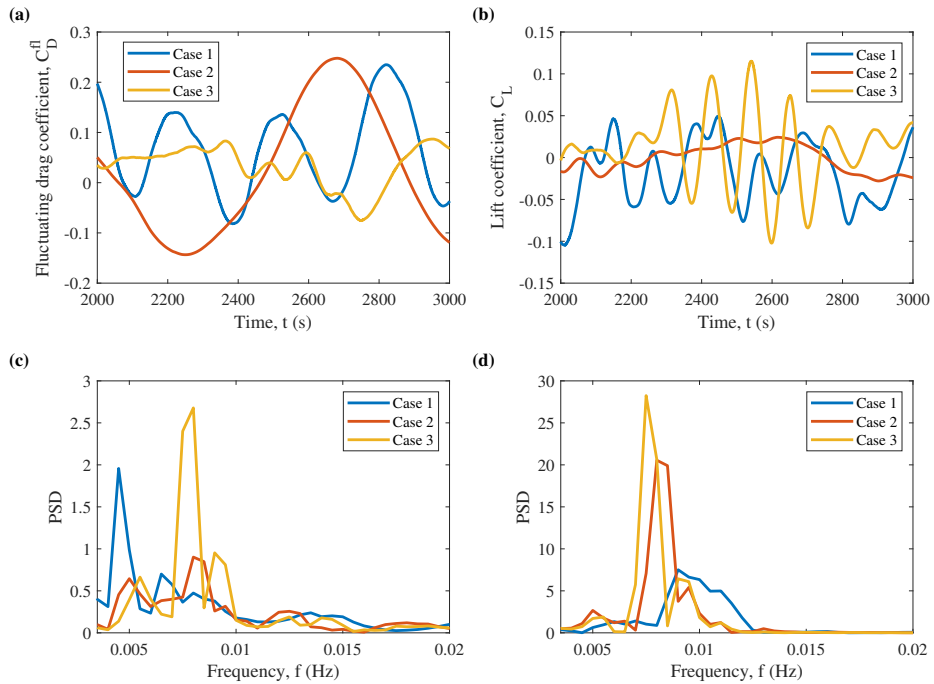 (a)
Fluctuating drag coefficient, C_D^fl
0.3
0.2
0.1
0
-0.1
-0.2
Case 1
Case 2
Case 3
2000 2200 2400 2600 2800 3000
Time, t (s)
(b)
Lift coefficient, C_L
0.15
0.1
0.05
0
-0.05
-0.1
-0.15
Case 1
Case 2
Case 3
2000 2200 2400 2600 2800 3000
Time, t (s)
(c)
PSD
3
2.5
2
1.5
1
0.5
0
Case 1
Case 2
Case 3
0.005 0.01 0.015 0.02
Frequency, f (Hz)
(d)
PSD
30
25
20
15
10
5
0
Case 1
Case 2
Case 3
0.005 0.01 0.015 0.02
Frequency, f (Hz)